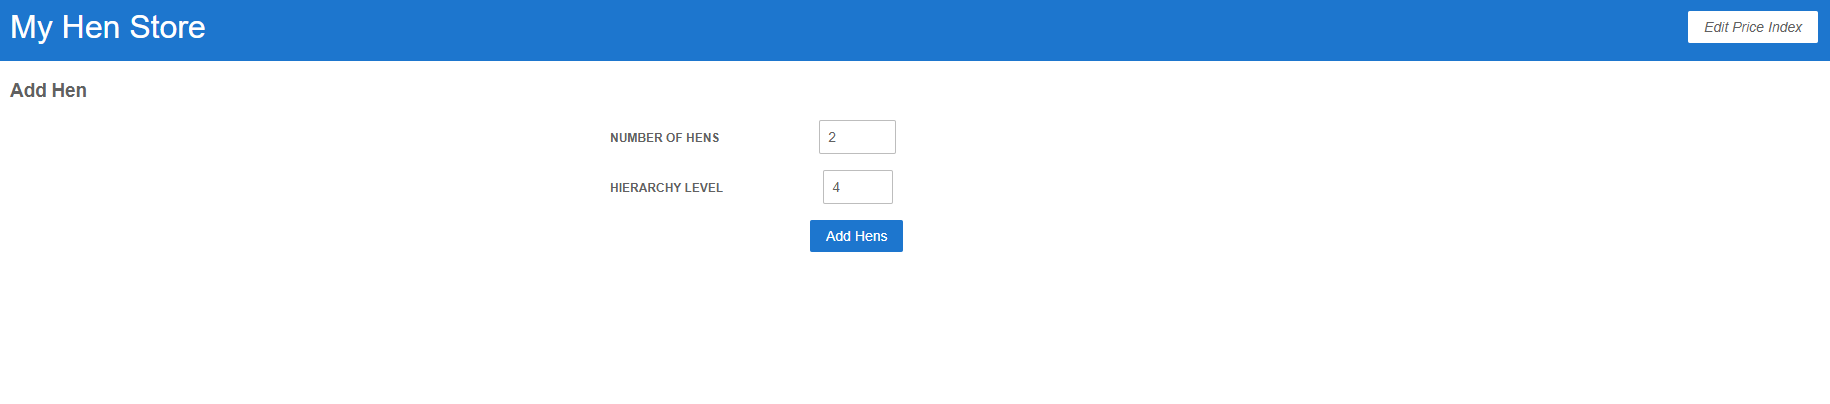 My Hen Store
Edit Price Index
Add Hen
NUMBER OF HENS 2
HIERARCHY LEVEL 4
Add Hens